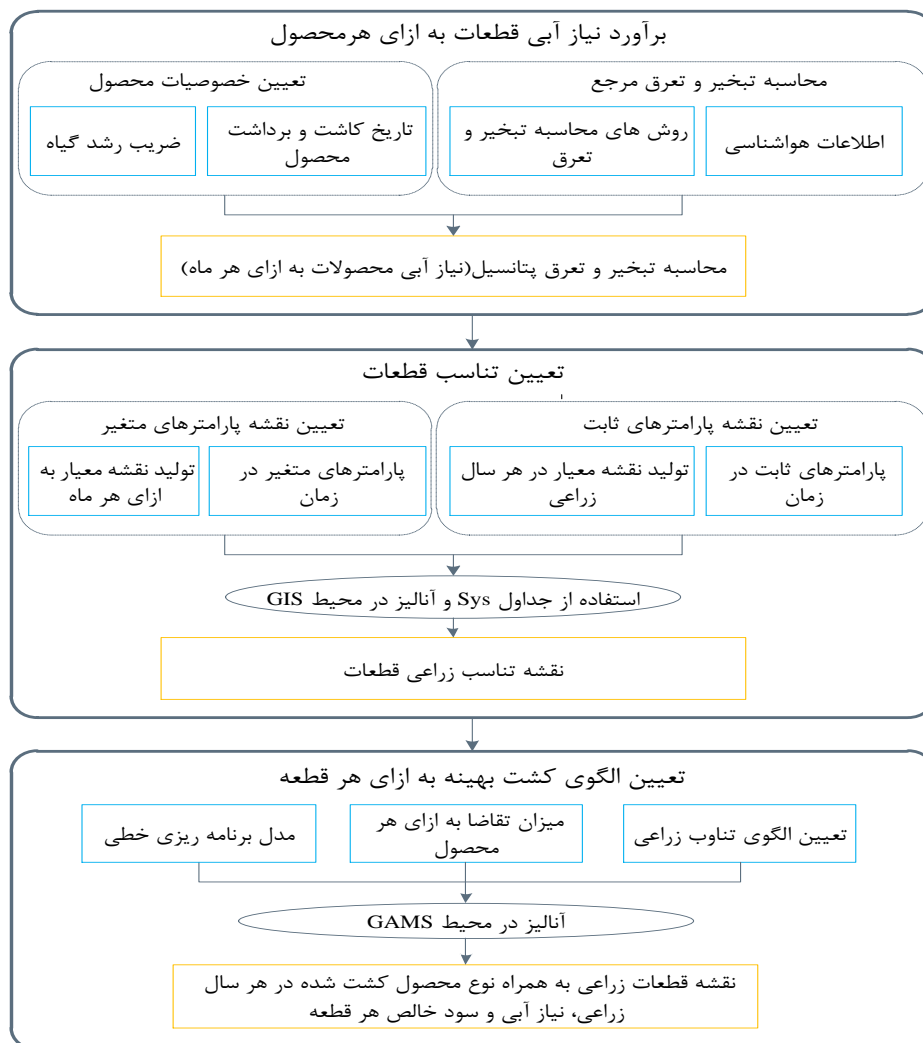 برآورد نیاز آبی قطعات به ازای هرمحصول
محاسبه تبخیر و تعرق مرجع
اطلاعات هواشناسی
روش های محاسبه تبخیر و
تعرق
تعیین خصوصیات محصول
تاریخ کاشت و برداشت
محصول
ضریب رشد گیاه
محاسبه تبخیر و تعرق پتانسیل(نیاز آبی محصولات به ازای هر ماه)
تعیین تناسب قطعات
تعیین نقشه پارامترهای ثابت
پارامترهای ثابت در
زمان
تولید نقشه معیار در هر سال
زراعی
تعیین نقشه پارامترهای متغیر
پارامترهای متغیر در
زمان
تولید نقشه معیار به
ازای هر ماه
استفاده از جداول Sys و آنالیز در محیط GIS
نقشه تناسب زراعی قطعات
تعیین الگوی کشت بهینه به ازای هر قطعه
تعیین الگوی تناوب زراعی
میزان تقاضا به ازای هر
محصول
مدل برنامه ریزی خطی
آنالیز در محیط GAMS
نقشه قطعات زراعی به همراه نوع محصول کشت شده در هر سال
زراعی، نیاز آبی و سود خالص هر قطعه